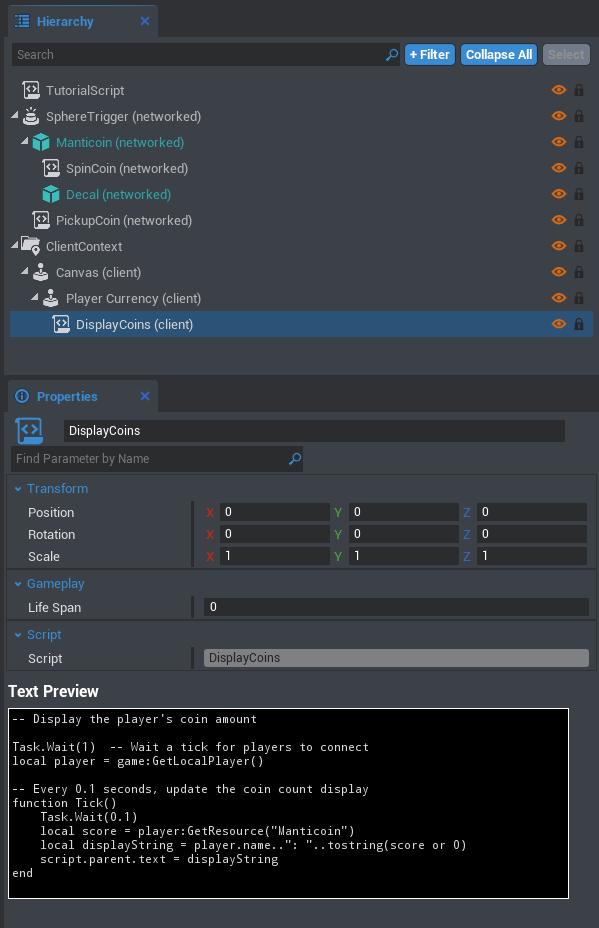 Hierarchy
Search
+ Filter
Collapse All
Select
TutorialScript
SphereTrigger (networked)
Manticoin (networked)
SpinCoin (networked)
Decal (networked)
PickupCoin (networked)
ClientContext
Canvas (client)
Player Currency (client)
DisplayCoins (client)
Properties
DisplayCoins
Find Parameter by Name
Transform
Position X 0 Y 0 Z 0
Rotation X 0 Y 0 Z 0
Scale X 1 Y 1 Z 1
Gameplay
Life Span 0
Script
Script DisplayCoins
Text Preview
-- Display the player's coin amount
Task.Wait(1)  -- Wait a tick for players to connect
local player = game:GetLocalPlayer()
-- Every 0.1 seconds, update the coin count display
function Tick()
    Task.Wait(0.1)
    local score = player:GetResource("Manticoin")
    local displayString = player.name..": "..tostring(score or 0)
    script.parent.text = displayString
end